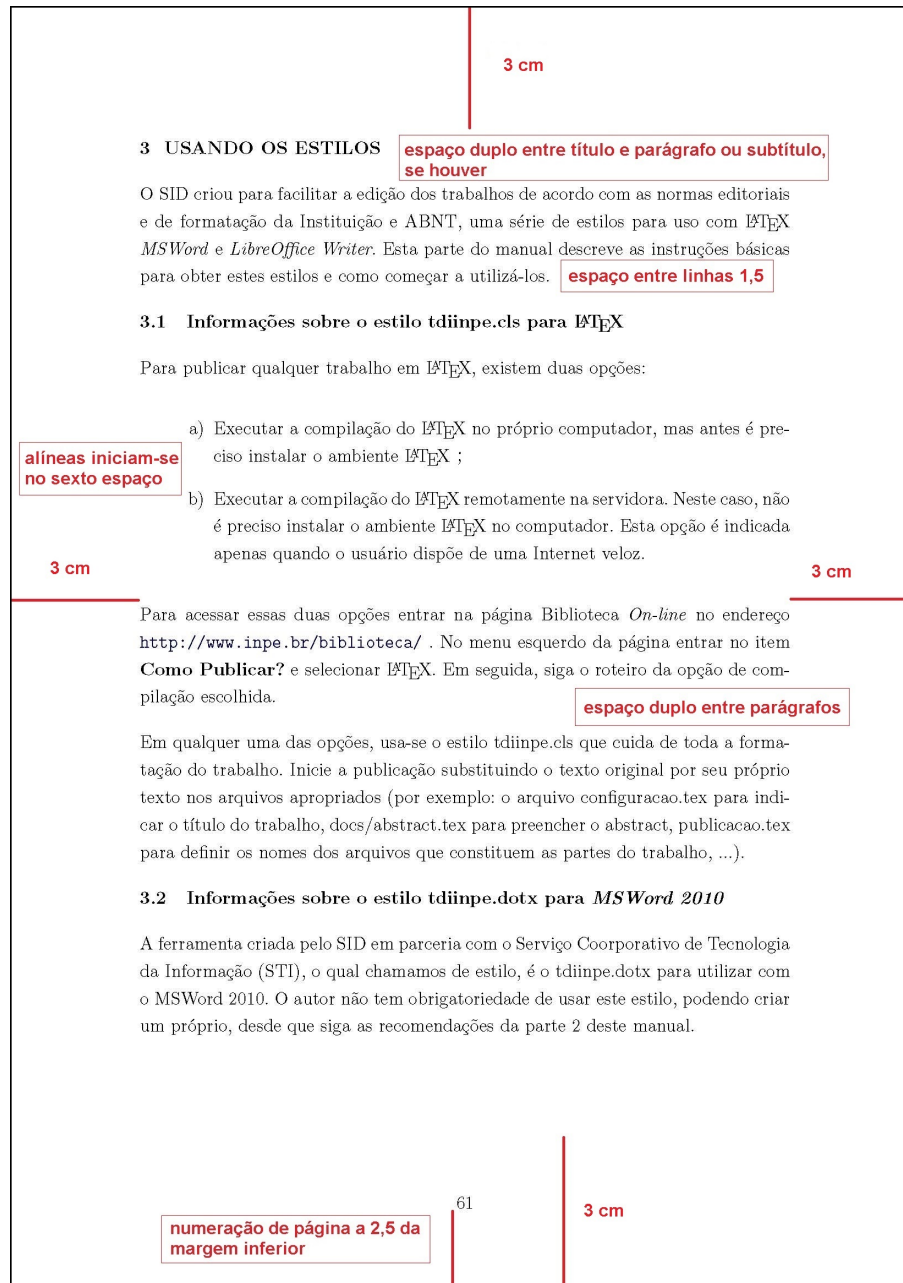 3 cm
3 USANDO OS ESTILOS
espaço duplo entre título e parágrafo ou subtítulo,
se houver
O SID criou para facilitar a edição dos trabalhos de acordo com as normas editoriais
e de formatação da Instituição e ABNT, uma série de estilos para uso com LATEX
MSWord e LibreOffice Writer. Esta parte do manual descreve as instruções básicas
para obter estes estilos e como começar a utilizá-los.
espaço entre linhas 1,5
3.1 Informações sobre o estilo tdiinpe.cls para LATEX
Para publicar qualquer trabalho em LATEX, existem duas opções:
a) Executar a compilação do LATEX no próprio computador, mas antes é pre-
ciso instalar o ambiente LATEX ;
alíneas iniciam-se
no sexto espaço
b) Executar a compilação do LATEX remotamente na servidora. Neste caso, não
é preciso instalar o ambiente LATEX no computador. Esta opção é indicada
apenas quando o usuário dispõe de uma Internet veloz.
3 cm
3 cm
Para acessar essas duas opções entrar na página Biblioteca On-line no endereço
http://www.inpe.br/biblioteca/ . No menu esquerdo da página entrar no item
Como Publicar? e selecionar LATEX. Em seguida, siga o roteiro da opção de com-
pilação escolhida.
espaço duplo entre parágrafos
Em qualquer uma das opções, usa-se o estilo tdiinpe.cls que cuida de toda a forma-
tação do trabalho. Inicie a publicação substituindo o texto original por seu próprio
texto nos arquivos apropriados (por exemplo: o arquivo configuracao.tex para indi-
car o título do trabalho, docs/abstract.tex para preencher o abstract, publicacao.tex
para definir os nomes dos arquivos que constituem as partes do trabalho, ...).
3.2 Informações sobre o estilo tdiinpe.dotx para MSWord 2010
A ferramenta criada pelo SID em parceria com o Serviço Coorporativo de Tecnologia
da Informação (STI), o qual chamamos de estilo, é o tdiinpe.dotx para utilizar com
o MSWord 2010. O autor não tem obrigatoriedade de usar este estilo, podendo criar
um próprio, desde que siga as recomendações da parte 2 deste manual.
61
3 cm
numeração de página a 2,5 da
margem inferior